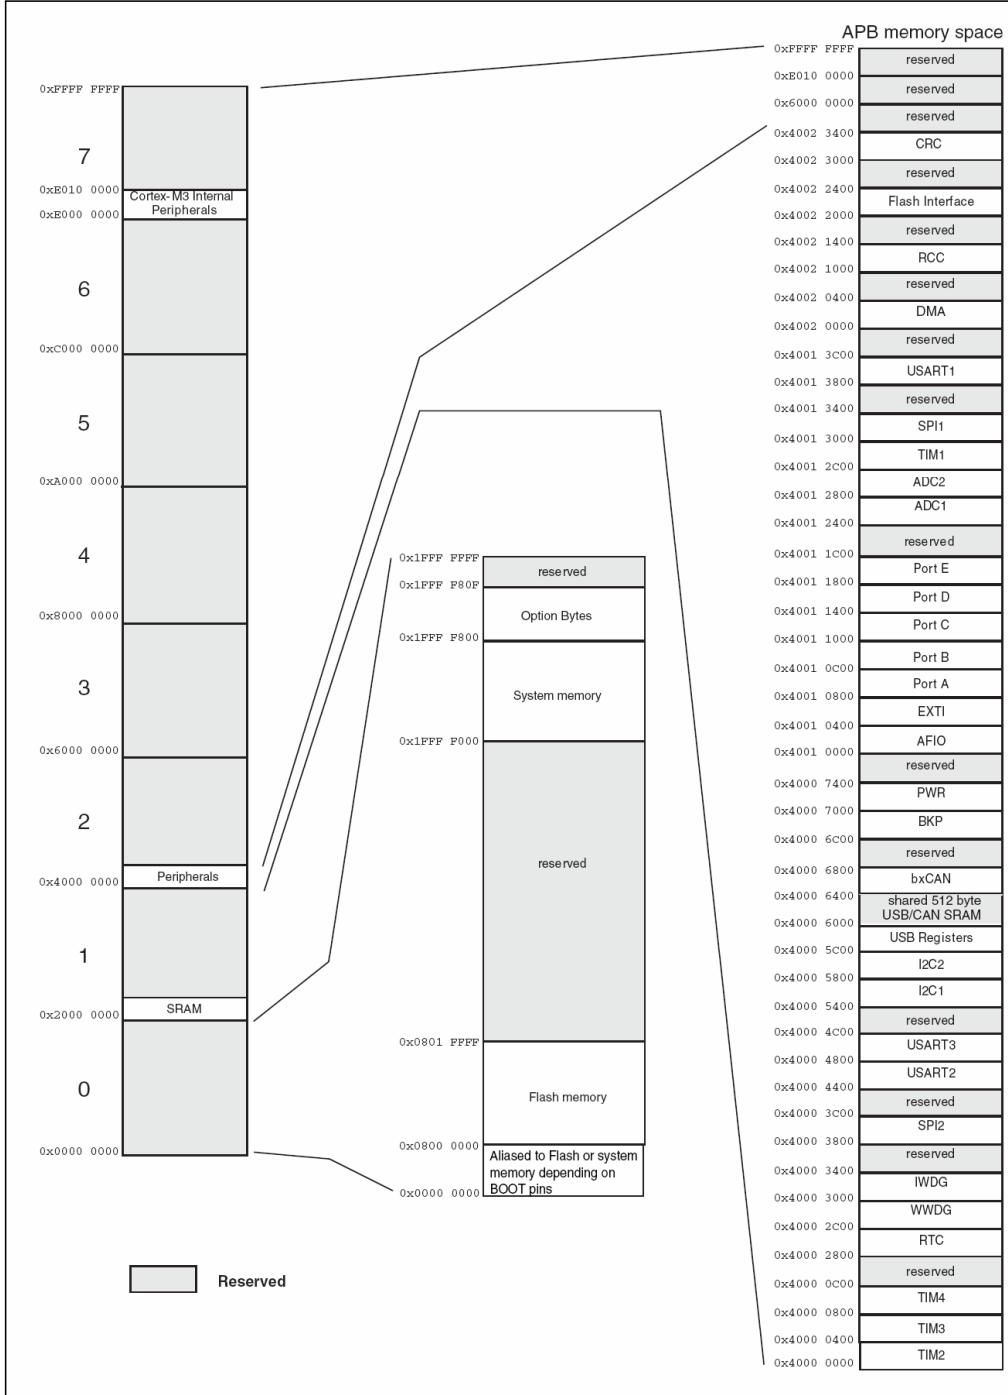 APB memory space
0xFFFF FFFF
reserved
0xE010 0000
reserved
0x6000 0000
reserved
0x4002 3400
CRC
0x4002 3000
reserved
0x4002 2400
Flash Interface
0x4002 2000
reserved
0x4002 1400
RCC
0x4002 1000
reserved
0x4002 0400
DMA
0x4002 0000
reserved
0x4001 3C00
USART1
0x4001 3800
reserved
0x4001 3400
SPI1
0x4001 3000
TIM1
0x4001 2C00
ADC2
0x4001 2800
ADC1
0x4001 2400
reserved
0x4001 1C00
Port E
0x4001 1800
Port D
0x4001 1400
Port C
0x4001 1000
Port B
0x4001 0C00
Port A
0x4001 0800
EXTI
0x4001 0400
AFIO
0x4001 0000
reserved
0x4000 7400
PWR
0x4000 7000
BKP
0x4000 6C00
reserved
0x4000 6800
bxCAN
0x4000 6400
shared 512 byte
USB/CAN SRAM
0x4000 6000
USB Registers
0x4000 5C00
I2C2
0x4000 5800
I2C1
0x4000 5400
reserved
0x4000 4C00
USART3
0x4000 4800
USART2
0x4000 4400
reserved
0x4000 3C00
SPI2
0x4000 3800
reserved
0x4000 3400
IWDG
0x4000 3000
WWDG
0x4000 2C00
RTC
0x4000 2800
reserved
0x4000 0C00
TIM4
0x4000 0800
TIM3
0x4000 0400
TIM2
0x4000 0000
0xFFFF FFFF
7
0xE010 0000
Cortex-M3 Internal
Peripherals
0xE000 0000
6
0xC000 0000
5
0xA000 0000
4
0x8000 0000
3
0x6000 0000
2
Peripherals
0x4000 0000
1
SRAM
0x2000 0000
0
0x0000 0000
0x1FFF FFFF
reserved
0x1FFF F80F
Option Bytes
0x1FFF F800
System memory
0x1FFF F000
reserved
0x0801 FFFF
Flash memory
0x0800 0000
Aliased to Flash or system
memory depending on
BOOT pins
0x0000 0000
Reserved